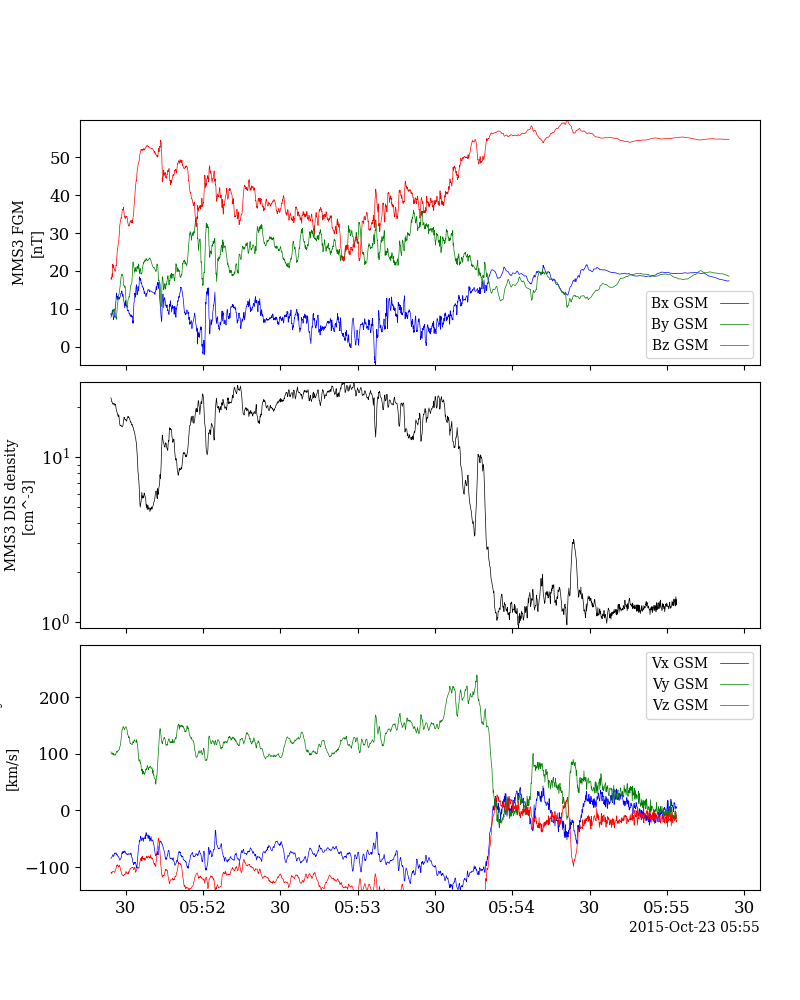 MMS3 FGM
[nT]
50
40
30
20
10
0
Bx GSM
By GSM
Bz GSM
MMS3 DIS density
[cm^-3]
10^1
10^0
[km/s]
200
100
0
−100
Vx GSM
Vy GSM
Vz GSM
30
05:52
30
05:53
30
05:54
30
05:55
30
2015-Oct-23 05:55